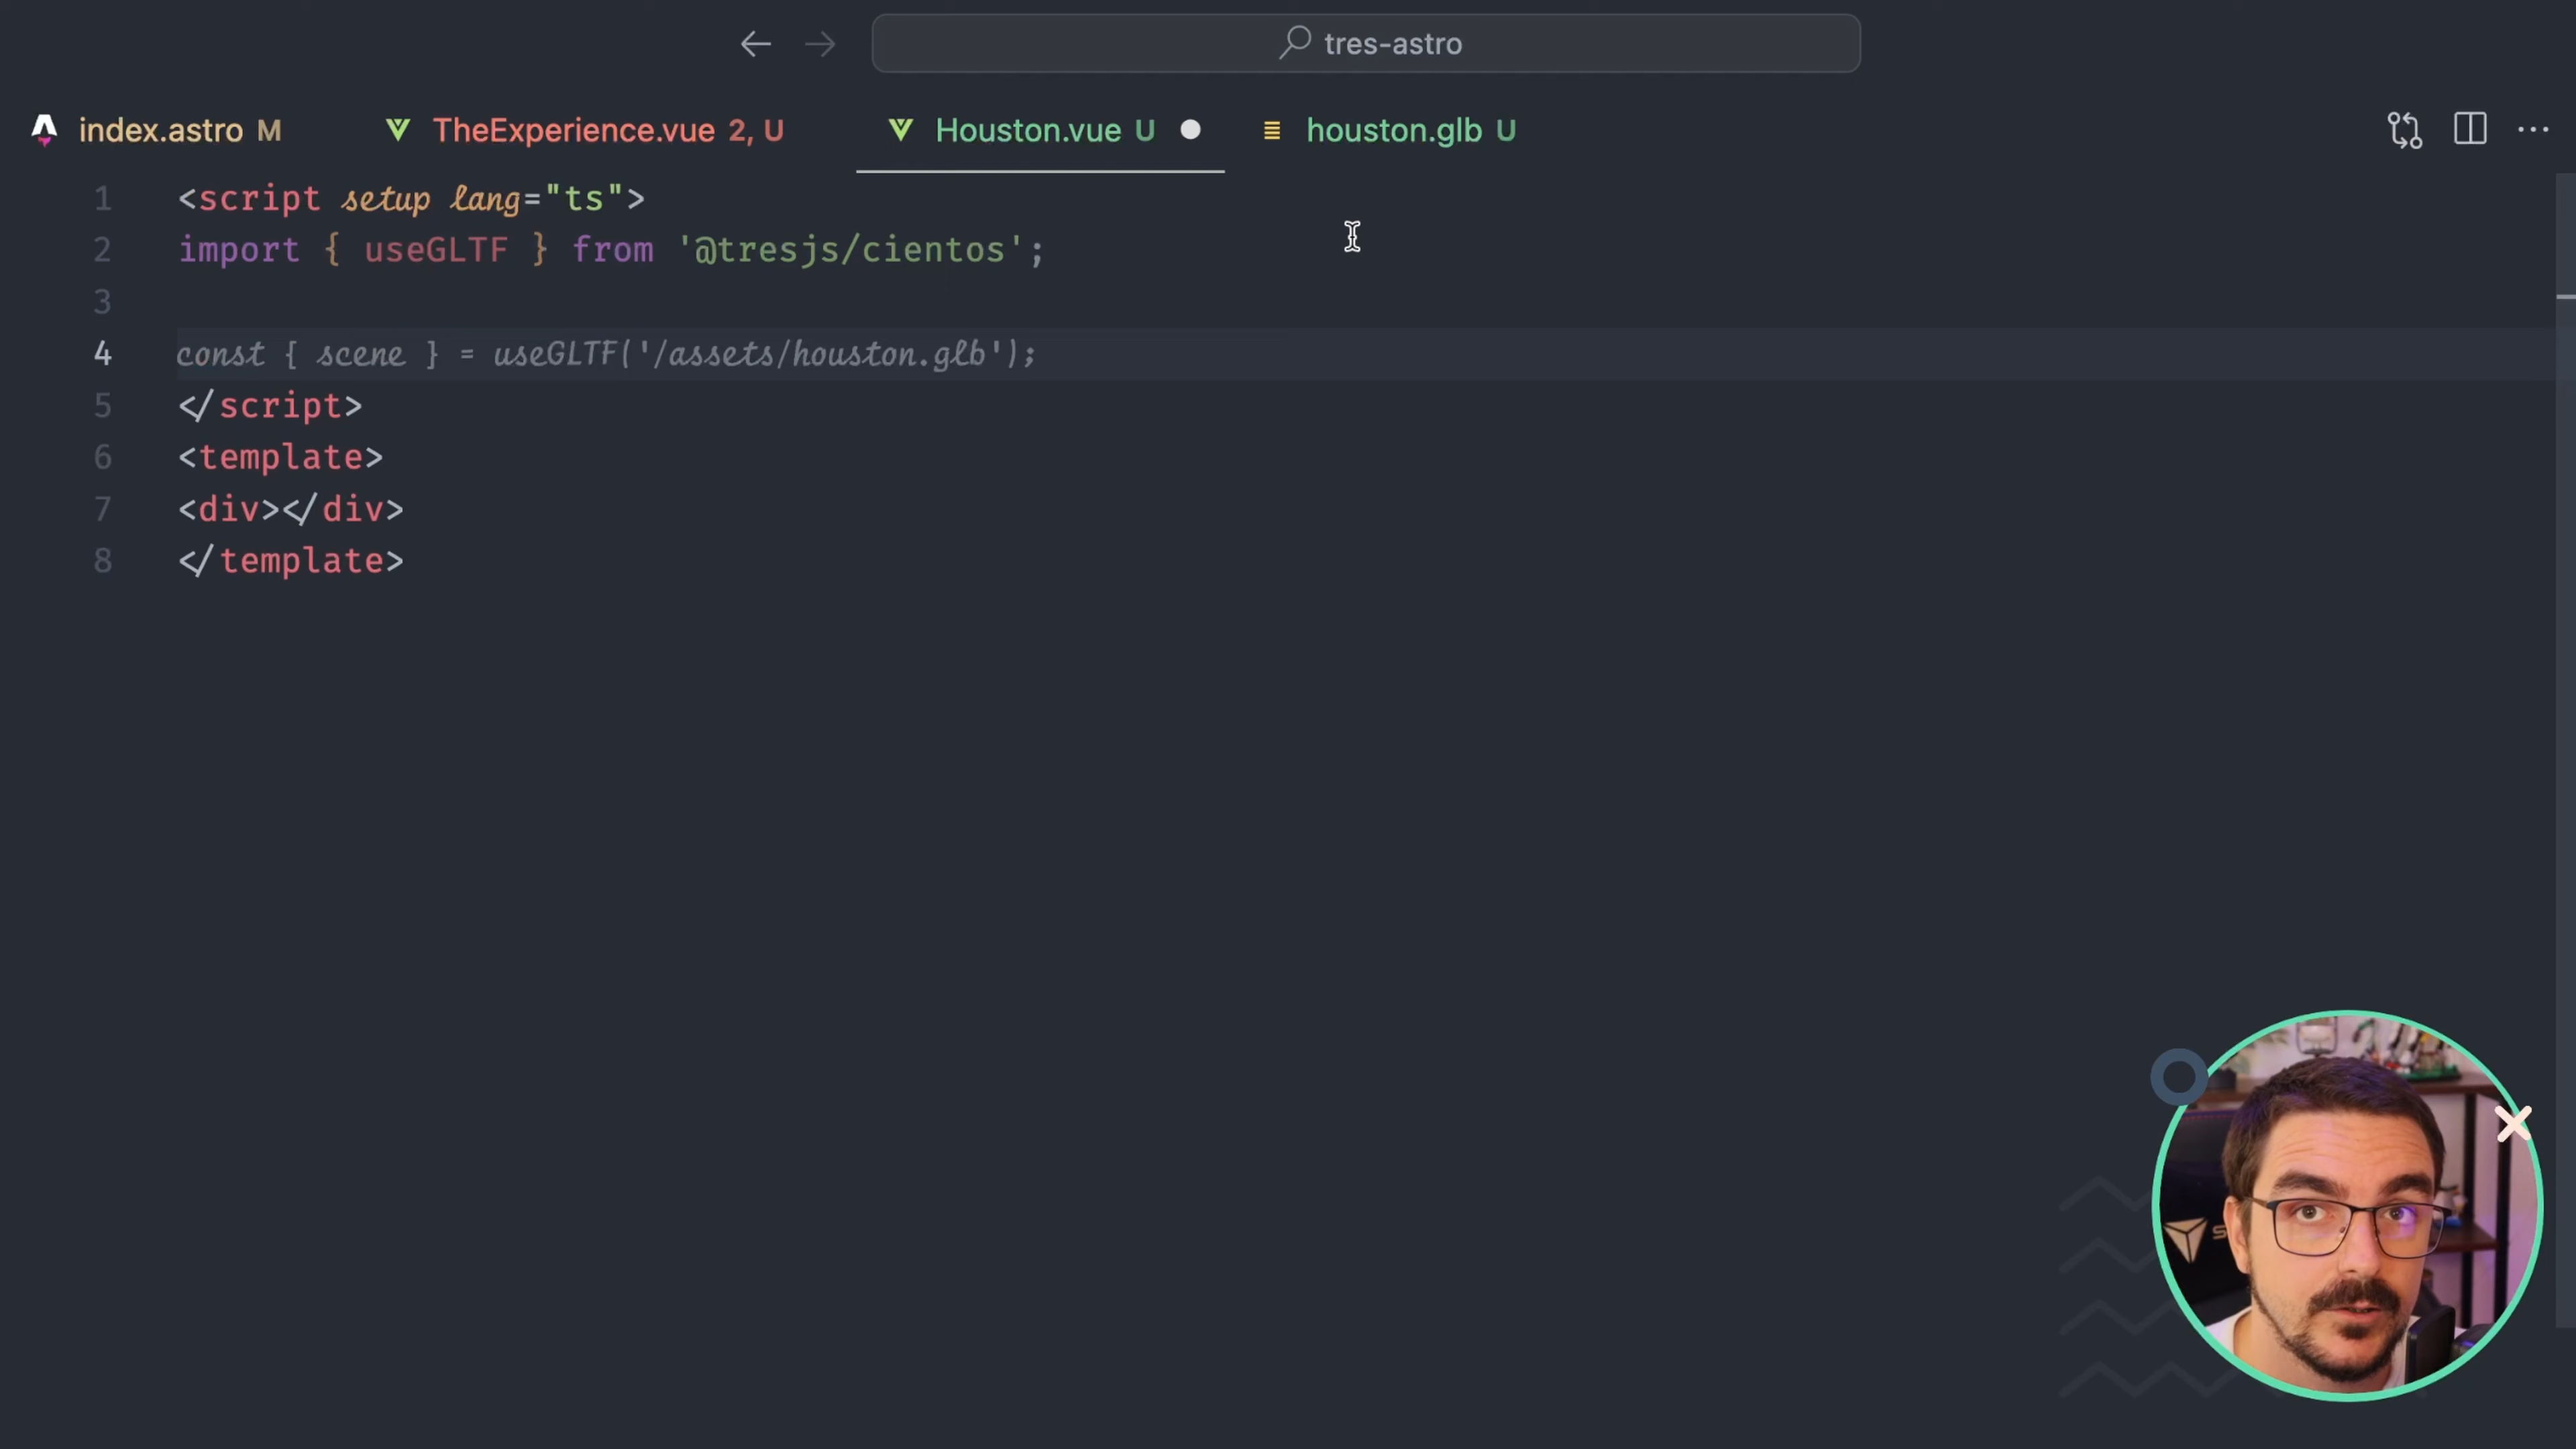 tres-astro
index.astro M
TheExperience.vue 2, U
Houston.vue U
houston.glb U
1 <script setup lang="ts">
2 import { useGLTF } from '@tresjs/cientos';
3
4 const { scene } = useGLTF('/assets/houston.glb');
5 </script>
6 <template>
7 <div></div>
8 </template>